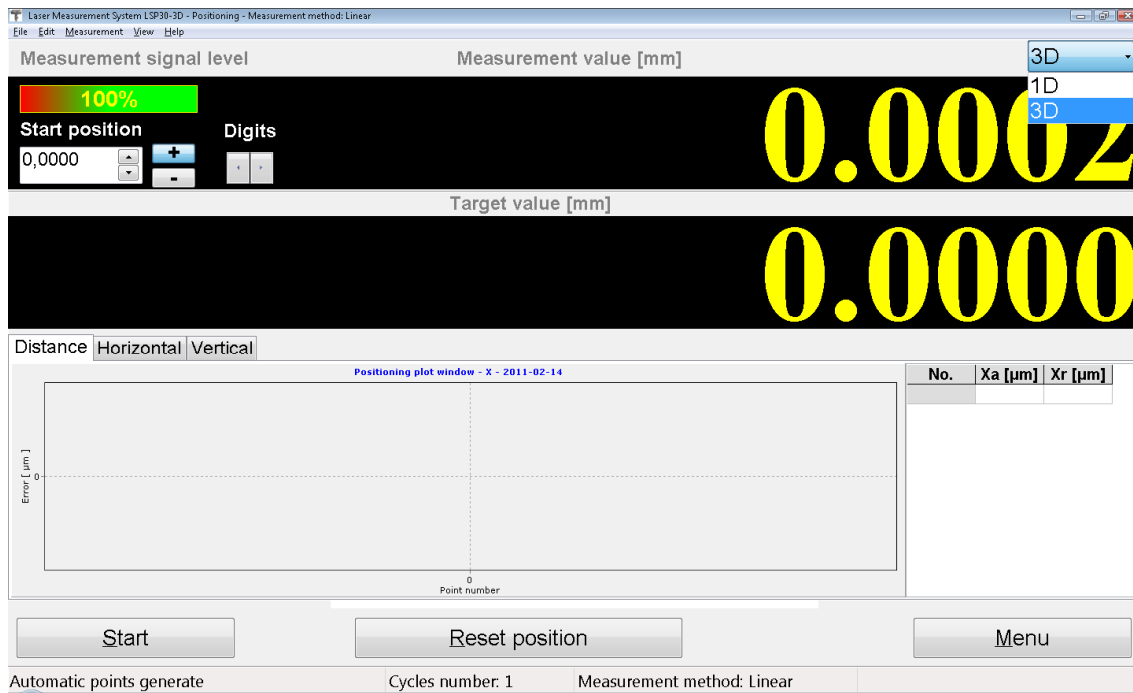 Laser Measurement System LSP30-3D - Positioning - Measurement method: Linear
File Edit Measurement View Help
Measurement signal level Measurement value [mm] 3D
1D
3D
100%
Start position Digits
0,0000 + -
0.0002
Target value [mm]
0.0000
Distance Horizontal Vertical
Positioning plot window - X - 2011-02-14
No. Xa [µm] Xr [µm]
Error [ µm ]
0
0
Point number
Start Reset position Menu
Automatic points generate Cycles number: 1 Measurement method: Linear